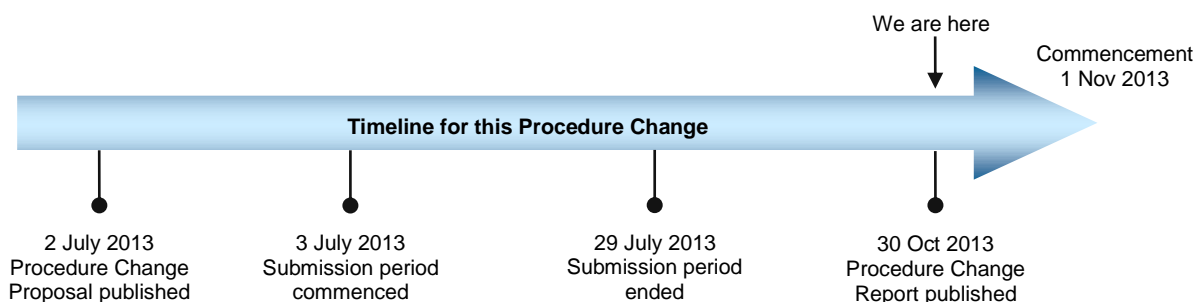 We are here
Commencement
1 Nov 2013
Timeline for this Procedure Change
2 July 2013
Procedure Change
Proposal published
3 July 2013
Submission period
commenced
29 July 2013
Submission period
ended
30 Oct 2013
Procedure Change
Report published